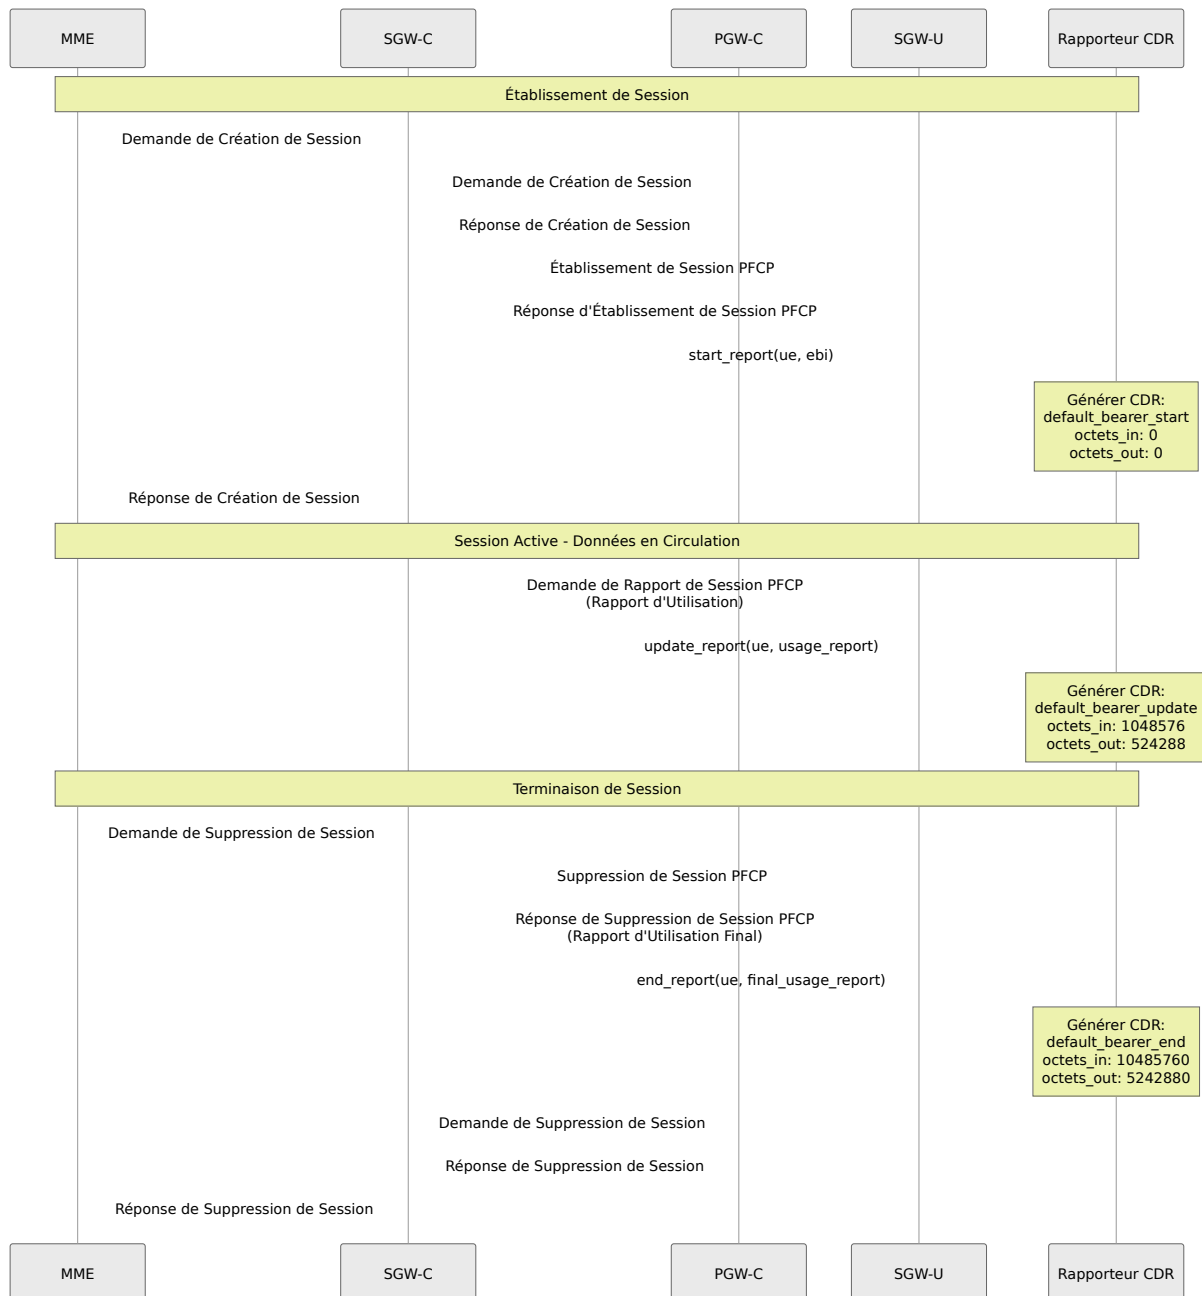 MME
SGW-C
PGW-C
SGW-U
Rapporteur CDR
Établissement de Session
Demande de Création de Session
Demande de Création de Session
Réponse de Création de Session
Établissement de Session PFCP
Réponse d'Établissement de Session PFCP
start_report(ue, ebi)
Générer CDR:
default_bearer_start
octets_in: 0
octets_out: 0
Réponse de Création de Session
Session Active - Données en Circulation
Demande de Rapport de Session PFCP
(Rapport d'Utilisation)
update_report(ue, usage_report)
Générer CDR:
default_bearer_update
octets_in: 1048576
octets_out: 524288
Terminaison de Session
Demande de Suppression de Session
Suppression de Session PFCP
Réponse de Suppression de Session PFCP
(Rapport d'Utilisation Final)
end_report(ue, final_usage_report)
Générer CDR:
default_bearer_end
octets_in: 10485760
octets_out: 5242880
Demande de Suppression de Session
Réponse de Suppression de Session
Réponse de Suppression de Session
MME
SGW-C
PGW-C
SGW-U
Rapporteur CDR